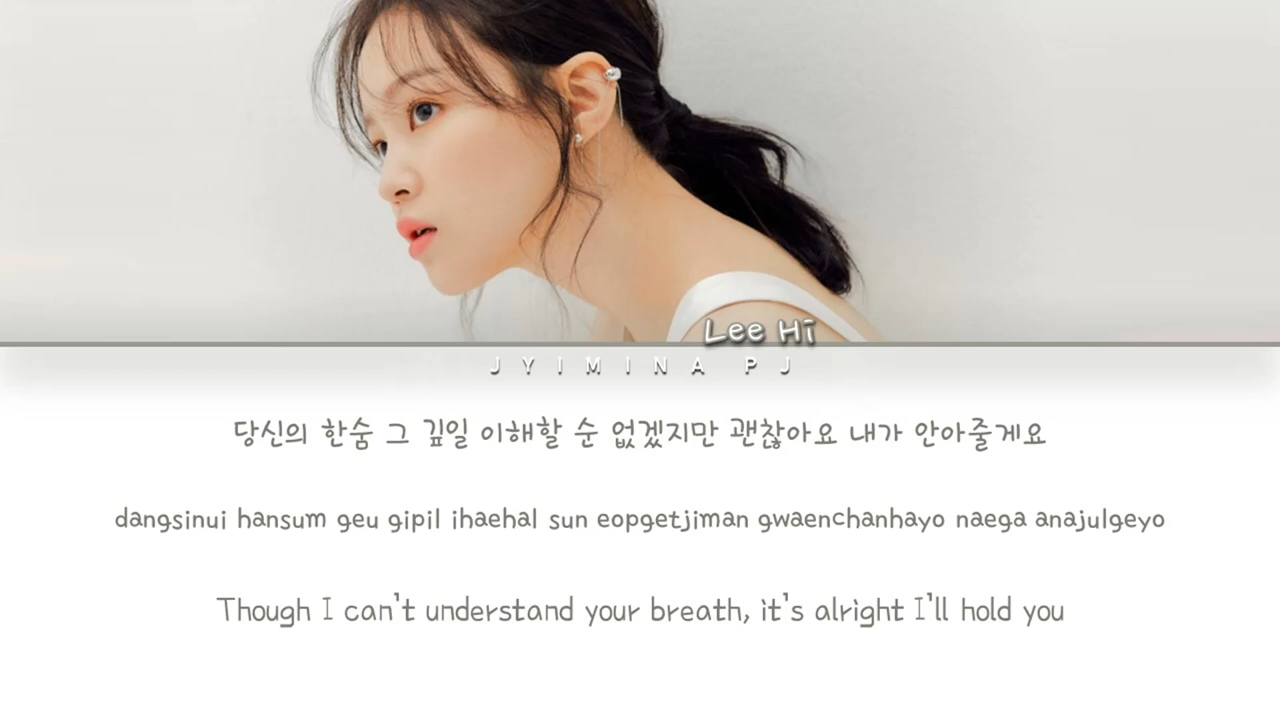 Lee Hi
JYIMINA PJ
당신의 한숨 그 깊일 이해할 순 없겠지만 괜찮아요 내가 안아줄게요
dangsinui hansum geu gipil ihaehal sun eopgetjiman gwaenchanhayo naega anajulgeyo
Though I can't understand your breath, it's alright I'll hold you